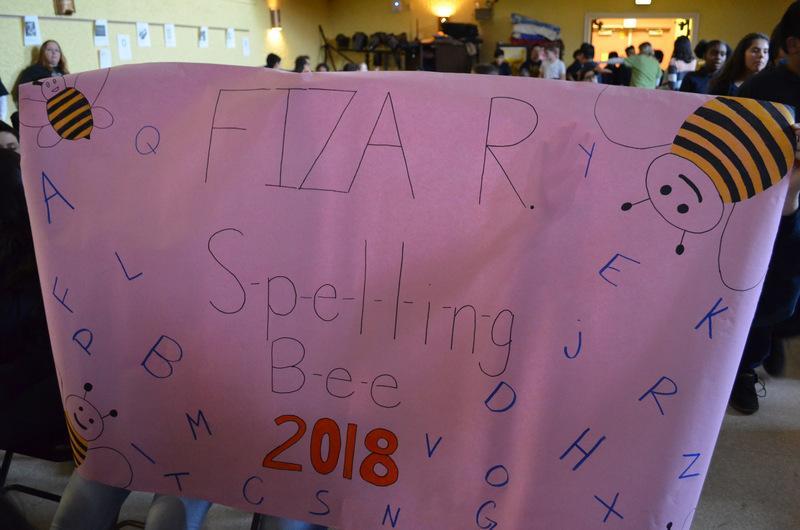 FIZA R.
Q
Y
A
S-p-e-l-l-i-n-g
L
E
F
K
P
B
j
B-e-e
D
R
M
2018
V
H
I
T
C
S
N
O
G
X
Z